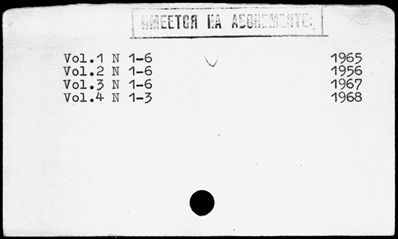 ИМЕЕТСЯ НА АБОНЕМЕНТЕ.
Vol.1 N 1-6 1965
Vol.2 N 1-6 1956
Vol.3 N 1-6 1967
Vol.4 N 1-3 1968